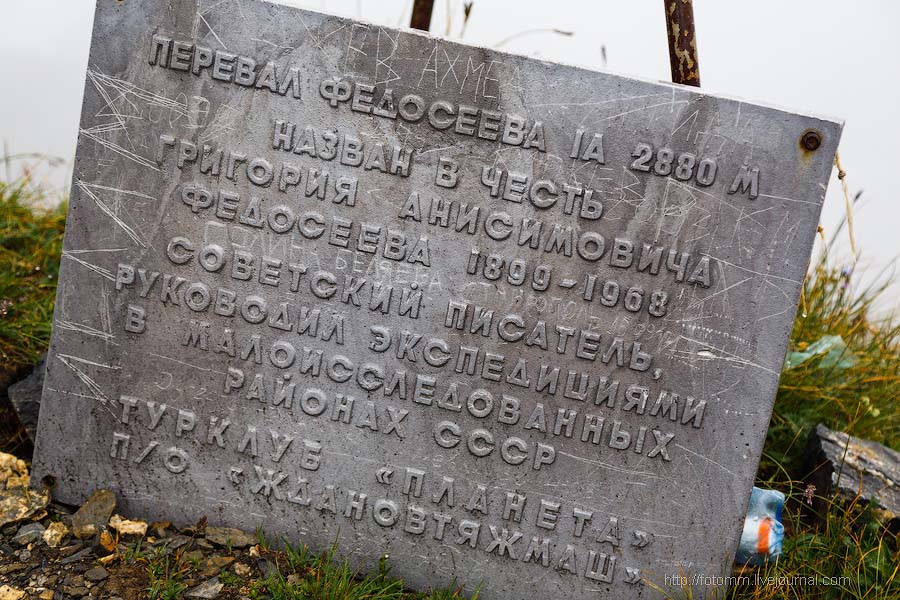 ПЕРЕВАЛ ФЕДОСЕЕВА IА 2880 М
НАЗВАН В ЧЕСТЬ
ГРИГОРИЯ АНИСИМОВИЧА
ФЕДОСЕЕВА 1899-1968
СОВЕТСКИЙ ПИСАТЕЛЬ,
РУКОВОДИЛ ЭКСПЕДИЦИЯМИ
В МАЛОИССЛЕДОВАННЫХ
РАЙОНАХ СССР
ТУРКЛУБ «ПЛАНЕТА»
П/О «ЖДАНОВТЯЖМАШ»
http://fotomm.livejournal.com/